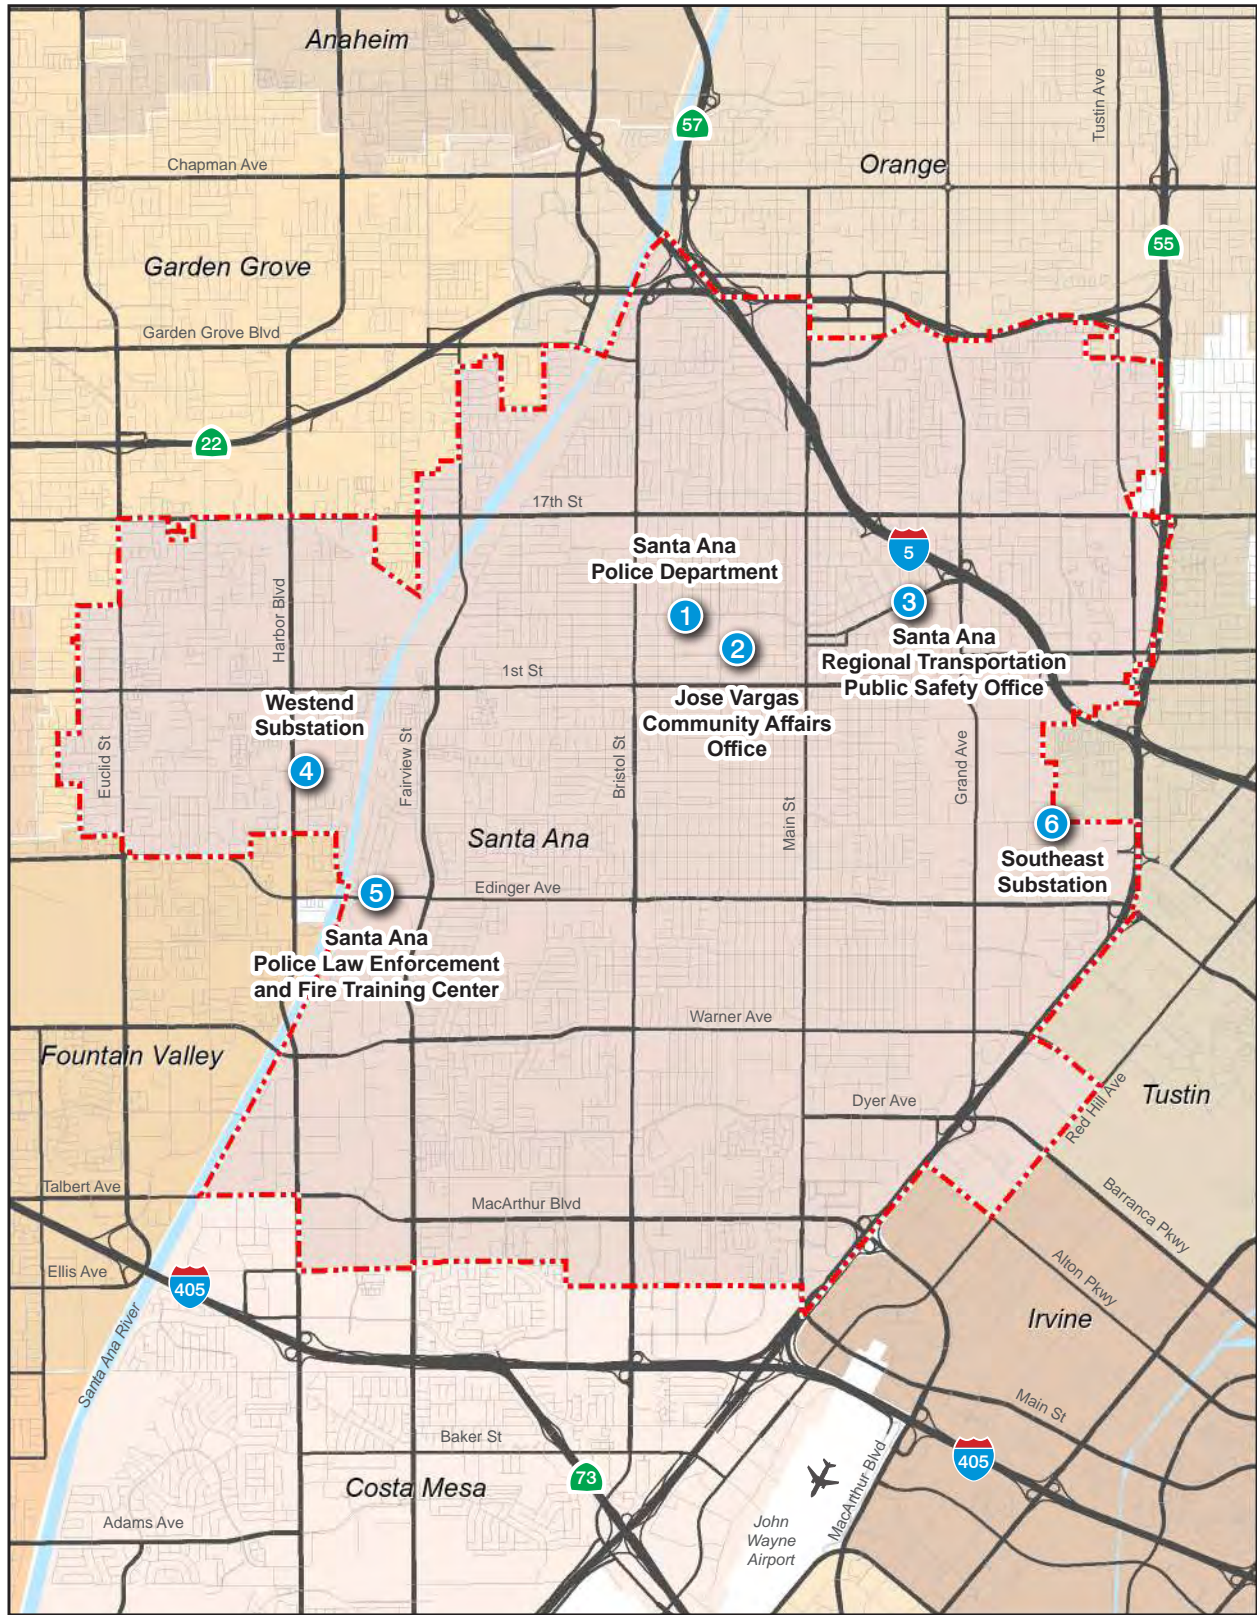 Anaheim
57
Tustin Ave
Chapman Ave
Orange
55
Garden Grove
Garden Grove Blvd
22
17th St
Santa Ana
Police Department
5
1
2
3
Santa Ana
Regional Transportation
Public Safety Office
Harbor Blvd
1st St
Westend
Substation
4
Jose Vargas
Community Affairs
Office
Euclid St
Fairview St
Bristol St
Main St
Grand Ave
Santa Ana
6
Southeast
Substation
5
Edinger Ave
Santa Ana
Police Law Enforcement
and Fire Training Center
Warner Ave
Fountain Valley
Dyer Ave
Red Hill Ave
Tustin
Talbert Ave
MacArthur Blvd
Barranca Pkwy
Ellis Ave
405
Alton Pkwy
Santa Ana River
Irvine
Main St
Baker St
73
405
Costa Mesa
MacArthur Blvd
Adams Ave
John
Wayne
Airport